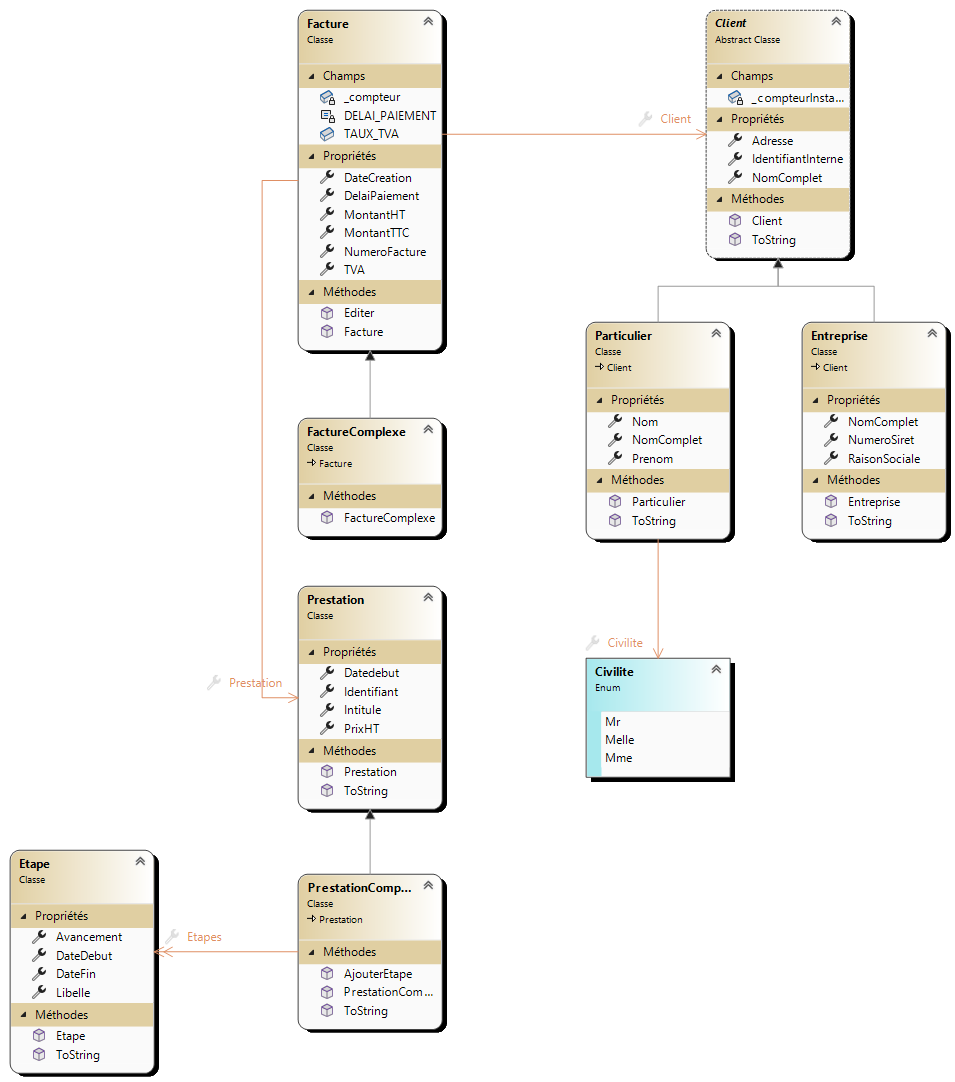 Facture
Classe
Champs
_compteur
DELAI_PAIEMENT
TAUX_TVA
Propriétés
DateCreation
DelaiPaiement
MontantHT
MontantTTC
NumeroFacture
TVA
Méthodes
Editer
Facture
Client
Client
Abstract Classe
Champs
_compteurInsta...
Propriétés
Adresse
IdentifiantInterne
NomComplet
Méthodes
Client
ToString
Particulier
Classe
Client
Propriétés
Nom
NomComplet
Prenom
Méthodes
Particulier
ToString
Entreprise
Classe
Client
Propriétés
NomComplet
NumeroSiret
RaisonSociale
Méthodes
Entreprise
ToString
FactureComplexe
Classe
Facture
Méthodes
FactureComplexe
Prestation
Prestation
Classe
Propriétés
Datedebut
Identifiant
Intitule
PrixHT
Méthodes
Prestation
ToString
Civilite
Civilite
Enum
Mr
Melle
Mme
Etape
Classe
Propriétés
Avancement
DateDebut
DateFin
Libelle
Méthodes
Etape
ToString
Etapes
PrestationComp...
Classe
Prestation
Méthodes
AjouterEtape
PrestationCom...
ToString